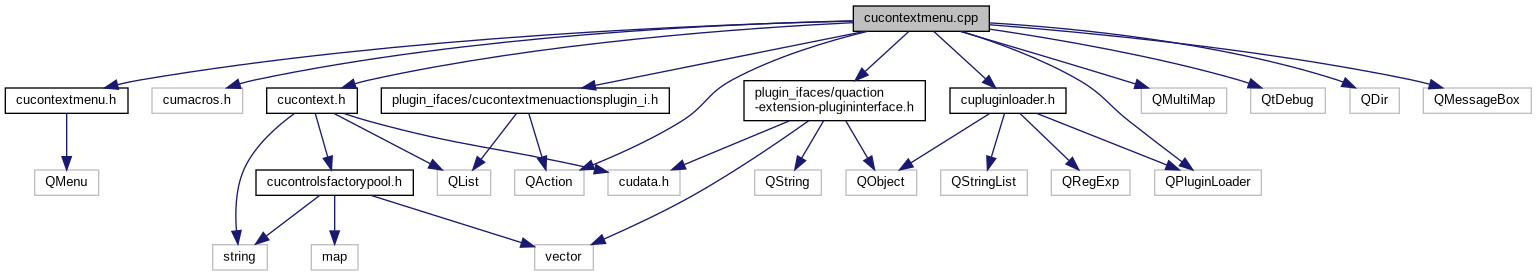 cucontextmenu.cpp
cucontextmenu.h
cumacros.h
cucontext.h
plugin_ifaces/cucontextmenuactionsplugin_i.h
plugin_ifaces/quaction
-extension-plugininterface.h
cupluginloader.h
QMultiMap
QtDebug
QDir
QMessageBox
QMenu
cucontrolsfactorypool.h
QList
QAction
cudata.h
QString
QObject
QStringList
QRegExp
QPluginLoader
string
map
vector